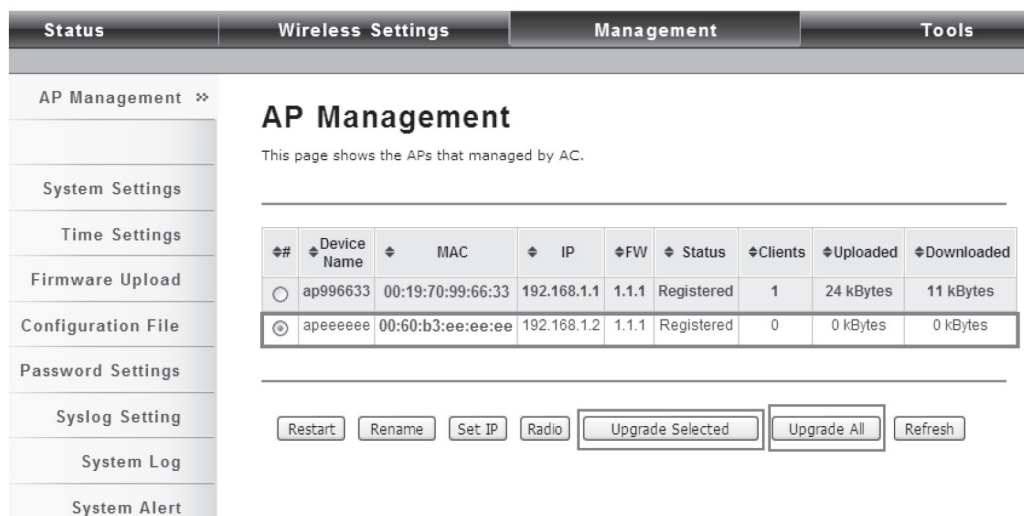 Status Wireless Settings Management Tools
AP Management »
System Settings
Time Settings
Firmware Upload
Configuration File
Password Settings
Syslog Setting
System Log
System Alert
AP Management
This page shows the APs that managed by AC.
# Device Name MAC IP FW Status Clients Uploaded Downloaded
ap996633 00:19:70:99:66:33 192.168.1.1 1.1.1 Registered 1 24 kBytes 11 kBytes
apeeeeee 00:60:b3:ee:ee:ee 192.168.1.2 1.1.1 Registered 0 0 kBytes 0 kBytes
Restart Rename Set IP Radio Upgrade Selected Upgrade All Refresh